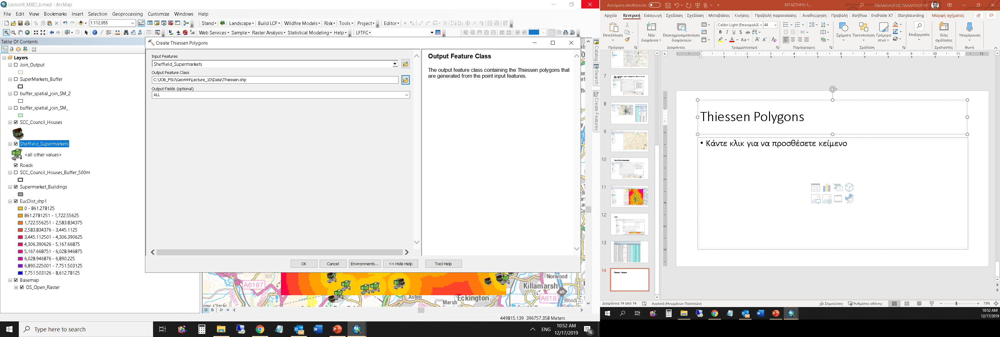 Lesson9_MXD_b.mxd - ArcMap
File Edit View Bookmarks Insert Selection Geoprocessing Customize Windows Help
1:112,055
Stand Landscape Build LCP Wildfire Models Risk Tools Project Editor
Web Services Sample Raster Analysis Statistical Modeling Help LFTFC
Table Of Contents
Layers
Join_Output
SuperMarkets_Buffer
buffer_spatial_join_SM_2
buffer_spatial_join_SM_
SCC_Council_Houses
Sheffield_Supermarkets
<all other values>
Roads
SCC_Council_Houses_Buffer_500m
Supermarket_Buildings
EucDist_shp1
0 - 861.278125
861.2781251 - 1,722.55625
1,722.556251 - 2,583.834375
2,583.834376 - 3,445.1125
3,445.112501 - 4,306.390625
4,306.390626 - 5,167.66875
5,167.668751 - 6,028.946875
6,028.946876 - 6,890.225
6,890.225001 - 7,751.503125
7,751.503126 - 8,612.78125
Basemap
OS_Open_Raster
Create Thiessen Polygons
Input Features
Sheffield_Supermarkets
Output Feature Class
C:\JOB_PSU\Geo444\Lecture_10\Data\Thiessen.shp
Output Fields (optional)
ALL
Output Feature Class
The output feature class containing the Thiessen polygons that
are generated from the point input features.
OK Cancel Environments... << Hide Help Tool Help
Catalog
Search
Create Features
A6187
Norwood
Killamarsh
A618
Aston
Marsh
Eckington
449815.139 396757.358 Meters
Type here to search
ENG
10:52 AM
12/17/2019
16
Αυτόματη αποθήκευση
ΕΡΓΑΣΤΗΡΙΟ 1...
ΠΑΛΑΙΟΛΟΓΟΣ ΠΑΛΑΙΟΛΟΓΟΥ
Αρχείο Κεντρική Εισαγωγή Σχεδίαση Σχεδίαση Μεταβάσεις Κινήσεις Προβολή παρουσίασης Αναθεώρηση Προβολή Βοήθεια EndNote X7 Storyboarding Μορφή σχήματος
Επικόλληση
Νέα
διαφάνεια
Επαναχρησιμοποίηση
διαφανειών
Calibri Light (Επικεφαλίδ 44
Σχήματα Τακτοποίηση Γρήγορα
στυλ
Επεξεργασία
Ιδέες
σχεδίασης
Υπαγόρευση
Πρόχειρο Διαφάνειες Γραμματοσειρά Παράγραφος Σχεδίαση Σχεδιαστής Φωνή
7
8
9
10
11
12
13
14
Thiessen Polygons
• Κάντε κλικ για να προσθέσετε κείμενο
Διαφάνεια 14 από 14
Αγγλικά (Ηνωμένων Πολιτειών)
Σημειώσεις
Ρυθμίσεις οθόνης
79%
10:52 AM
12/17/2019